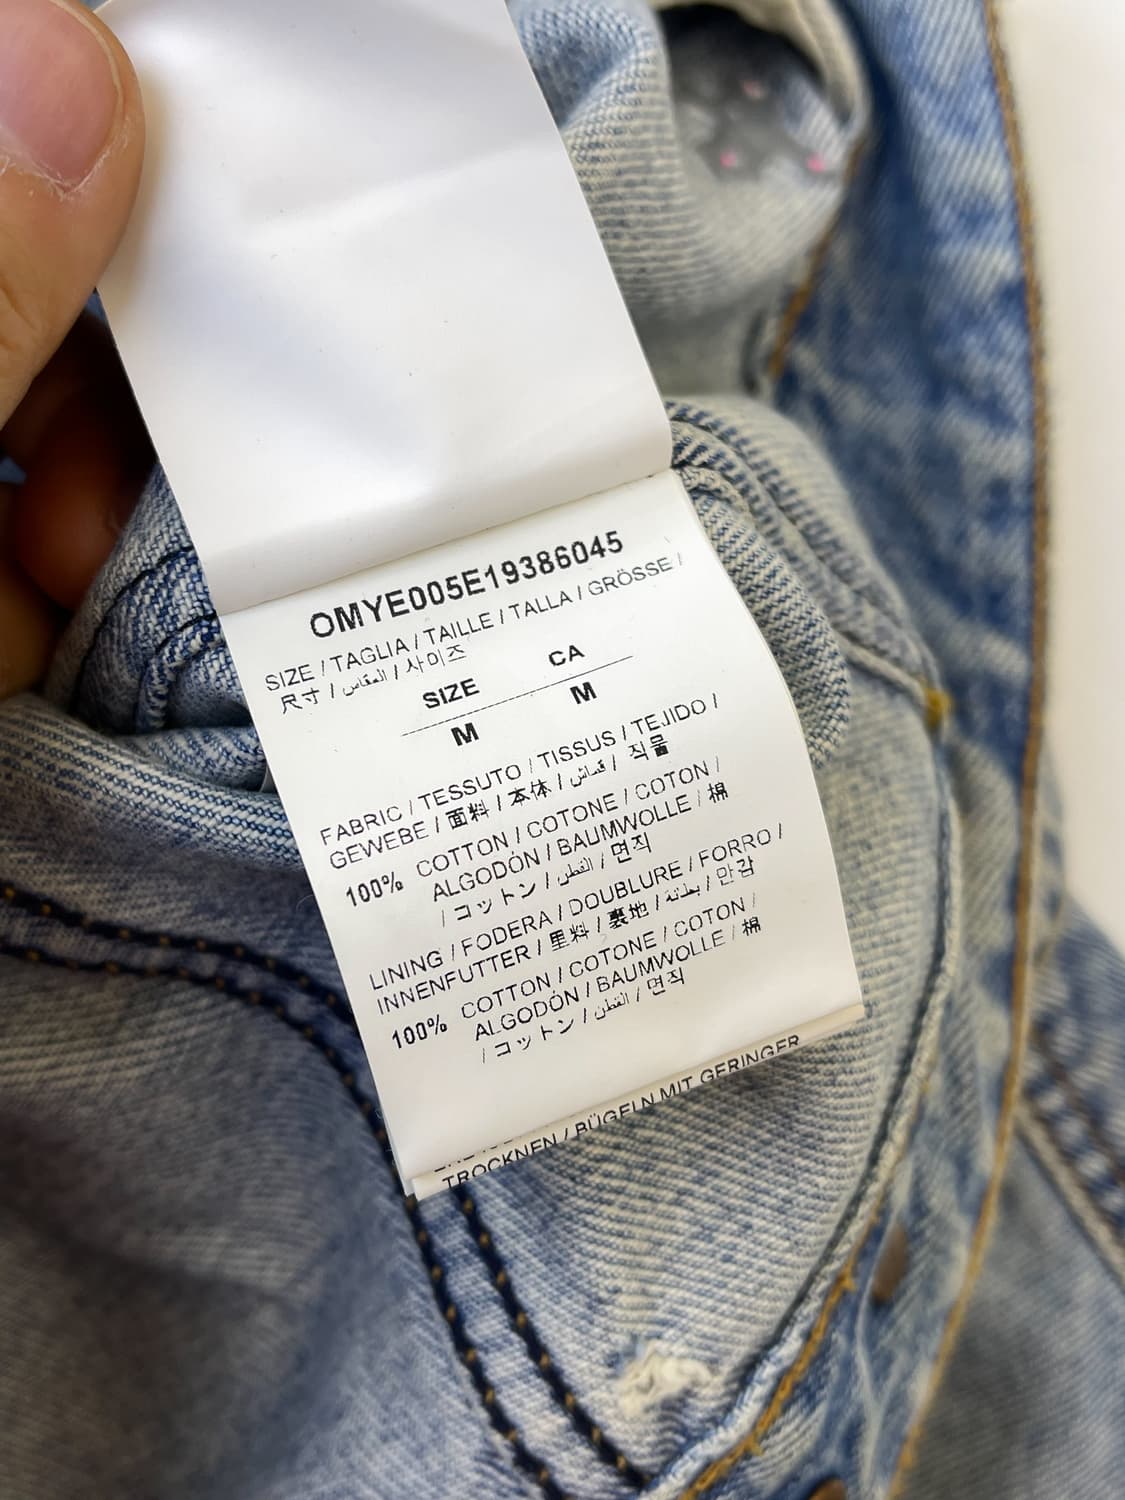 OMYE005E19386045
SIZE / TAGLIA / TAILLE / TALLA / GRÖSSE /
尺寸 / المقاس / 사이즈
SIZE CA
M M
FABRIC / TESSUTO / TISSUS / TEJIDO /
GEWEBE / 面料 / 本体 / قماش / 직물
100% COTTON / COTONE / COTON /
ALGODÓN / BAUMWOLLE / 棉
/ コットン / القطن / 면직
LINING / FODERA / DOUBLURE / FORRO /
INNENFUTTER / 里料 / 裏地 / بطانة / 안감
100% COTTON / COTONE / COTON /
ALGODÓN / BAUMWOLLE / 棉
/ コットン / القطن / 면직
TROCKNEN / BÜGELN MIT GERINGER